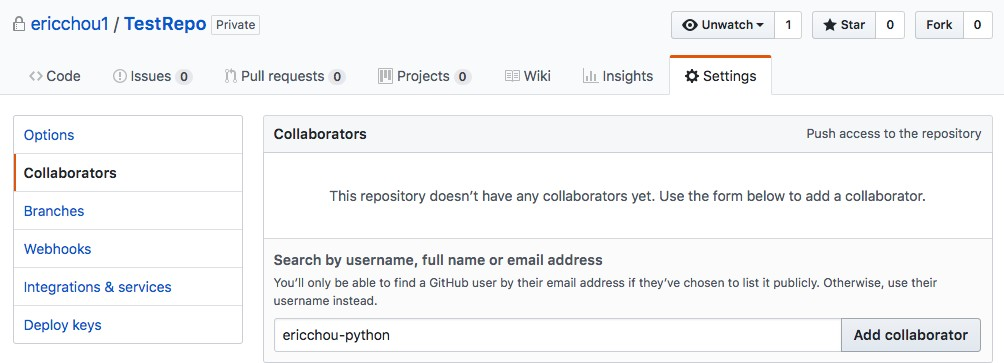 ericchou1 / TestRepo Private Unwatch 1 Star 0 Fork 0
Code Issues 0 Pull requests 0 Projects 0 Wiki Insights Settings
Options
Collaborators
Branches
Webhooks
Integrations & services
Deploy keys
Collaborators Push access to the repository
This repository doesn’t have any collaborators yet. Use the form below to add a collaborator.
Search by username, full name or email address
You’ll only be able to find a GitHub user by their email address if they’ve chosen to list it publicly. Otherwise, use their
username instead.
ericchou-python Add collaborator